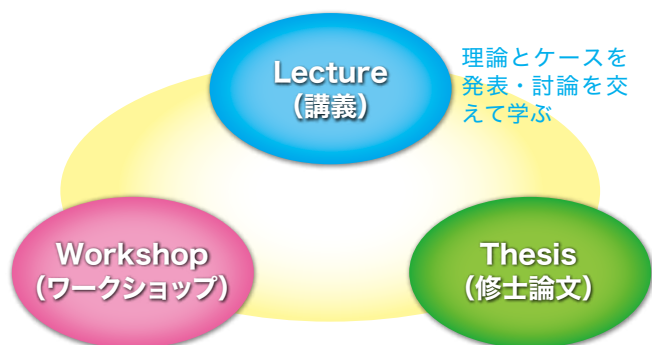 Lecture
（講義）
理論とケースを
発表・討論を交
えて学ぶ
Workshop
（ワークショップ）
Thesis
（修士論文）